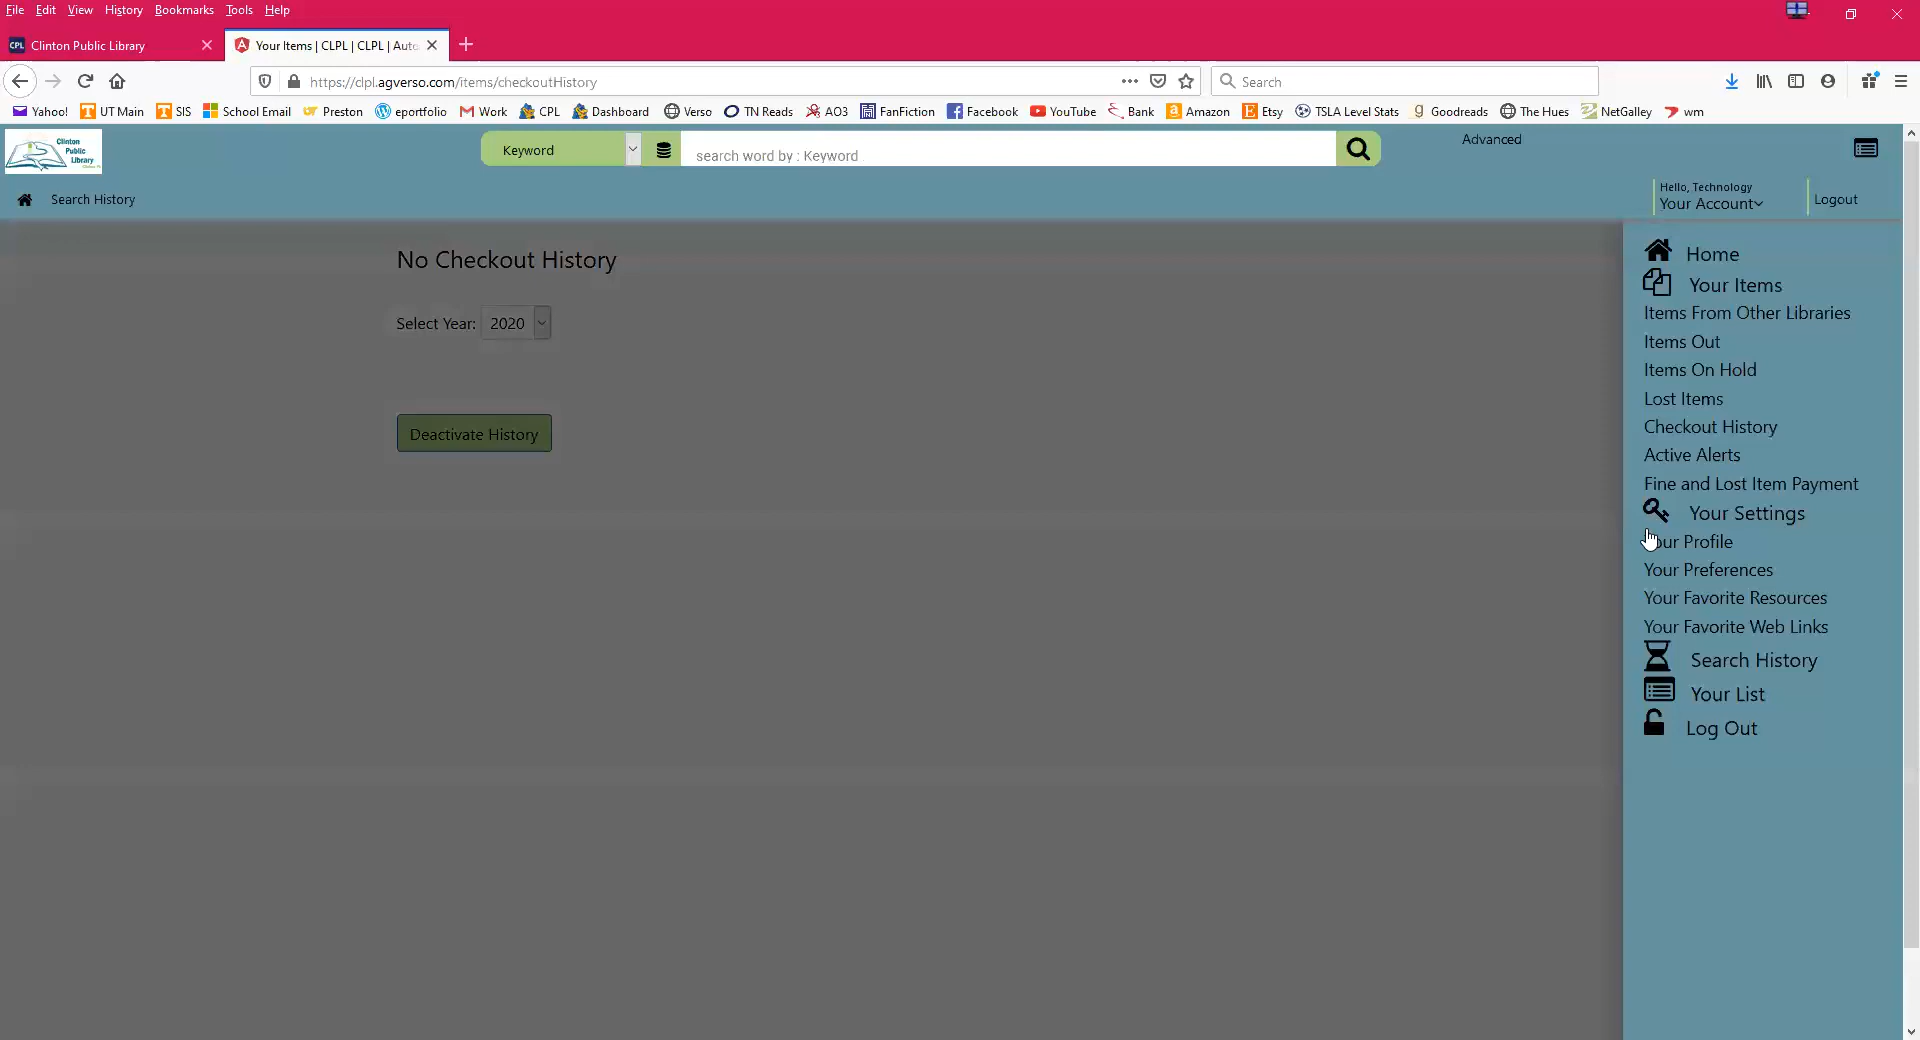 File Edit View History Bookmarks Tools Help
CPL Clinton Public Library
Your Items | CLPL | CLPL | Auto
https://clpl.agverso.com/items/checkoutHistory
Search
Yahoo! UT Main SIS School Email Preston eportfolio Work CPL Dashboard Verso TN Reads AO3 FanFiction Facebook YouTube Bank Amazon Etsy TSLA Level Stats Goodreads The Hues NetGalley wm
Clinton
Public
Library
Keyword
search word by : Keyword
Advanced
Search History
Hello, Technology
Your Account
Logout
No Checkout History
Select Year: 2020
Deactivate History
Home
Your Items
Items From Other Libraries
Items Out
Items On Hold
Lost Items
Checkout History
Active Alerts
Fine and Lost Item Payment
Your Settings
Your Profile
Your Preferences
Your Favorite Resources
Your Favorite Web Links
Search History
Your List
Log Out